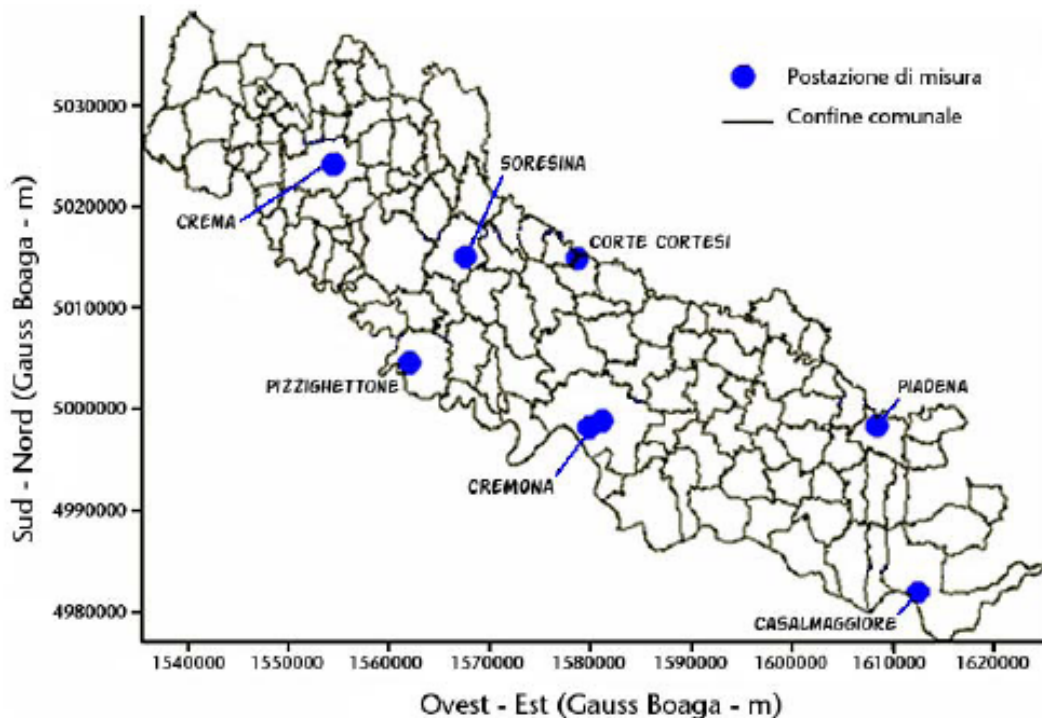 Postazione di misura
Confine comunale
SORESINA
CREMA
CORTE CORTESI
PIZZIGHETTONE
PIADENA
CREMONA
CASALMAGGIORE
Sud - Nord (Gauss Boaga - m)
5030000
5020000
5010000
5000000
4990000
4980000
1540000 1550000 1560000 1570000 1580000 1590000 1600000 1610000 1620000
Ovest - Est (Gauss Boaga - m)